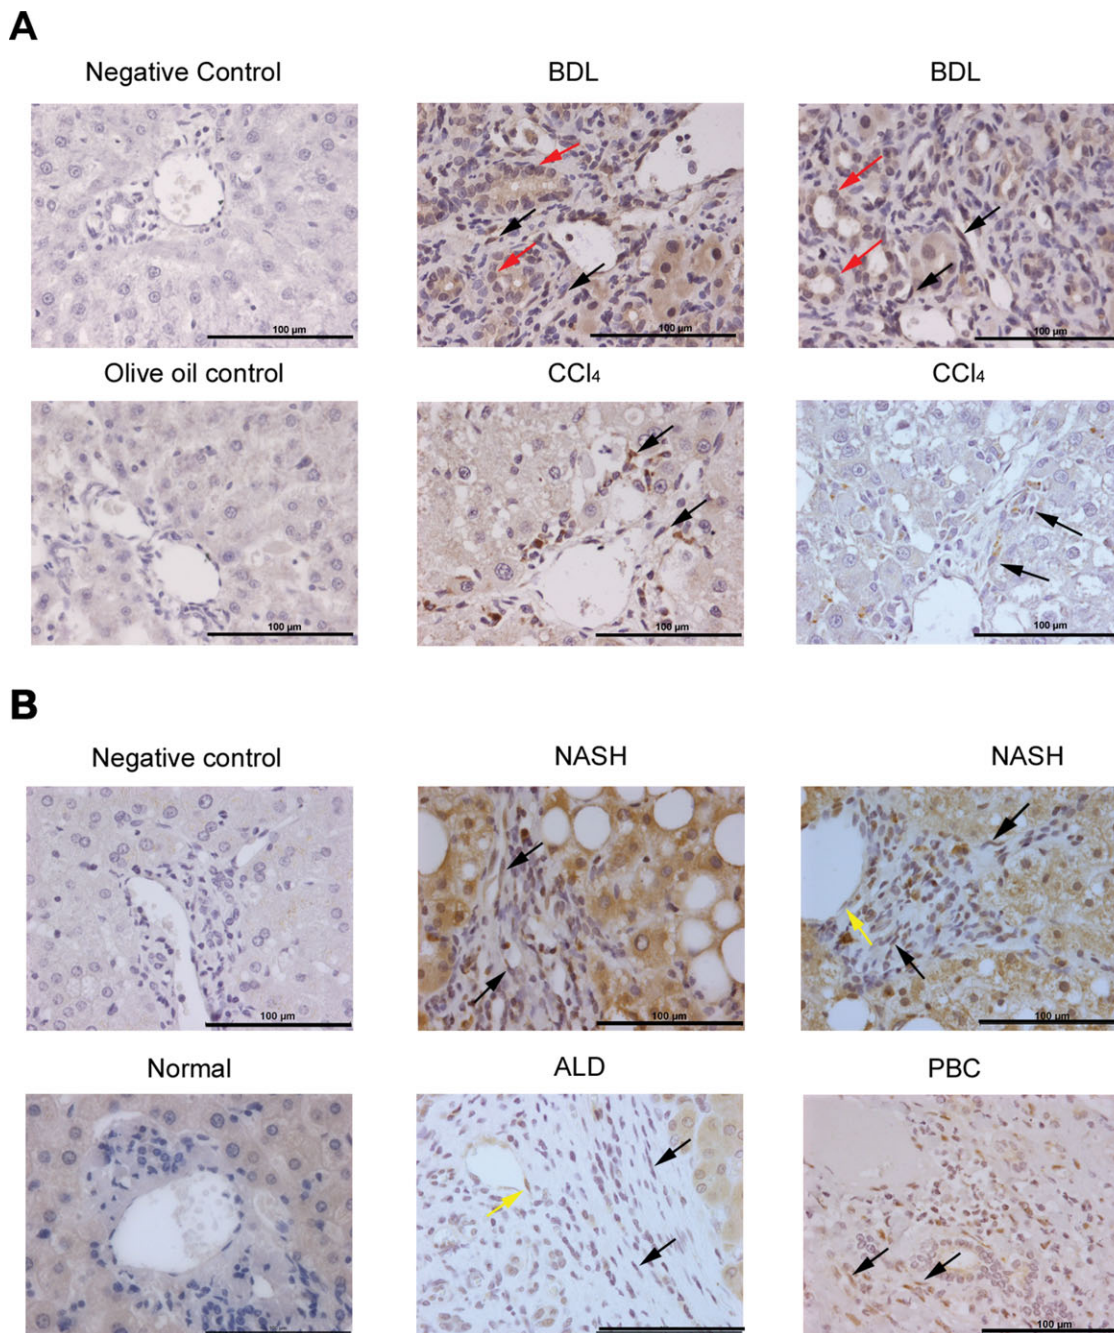 A
Negative Control
BDL
BDL
100 µm
100 µm
100 µm
Olive oil control
CCl₄
CCl₄
100 µm
100 µm
100 µm
B
Negative control
NASH
NASH
100 µm
100 µm
100 µm
Normal
ALD
PBC
100 µm